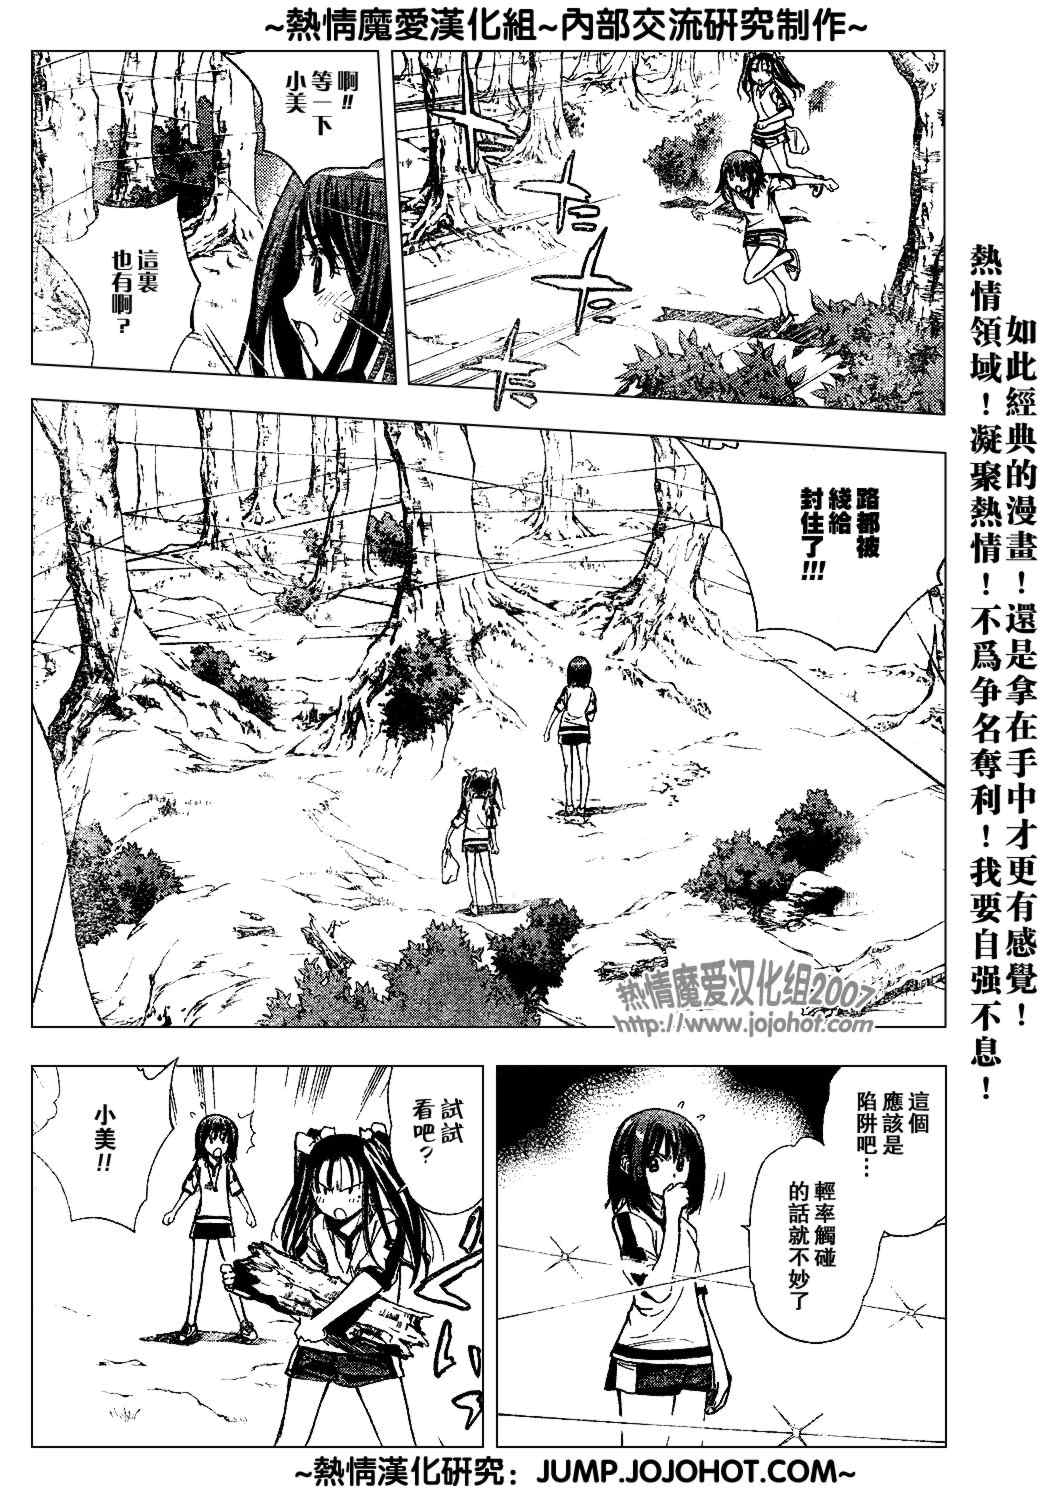 ~熱情魔愛漢化組~內部交流研究制作~
ササササ
啊!!
等一下
小美
這裏
也有啊?
路都被
綫給
封住了!!!
如此經典的漫畫!還是拿在手中才更有感覺!
熱情領域!凝聚熱情!不爲争名奪利!我要自强不息!
熱情魔爱汉化组2007
http://www.jojohot.com
這個
應該是
陷阱吧…
輕率觸碰
的話就不妙了
試試
看吧?
小美!!
~熱情漢化研究：JUMP.JOJOHOT.COM~